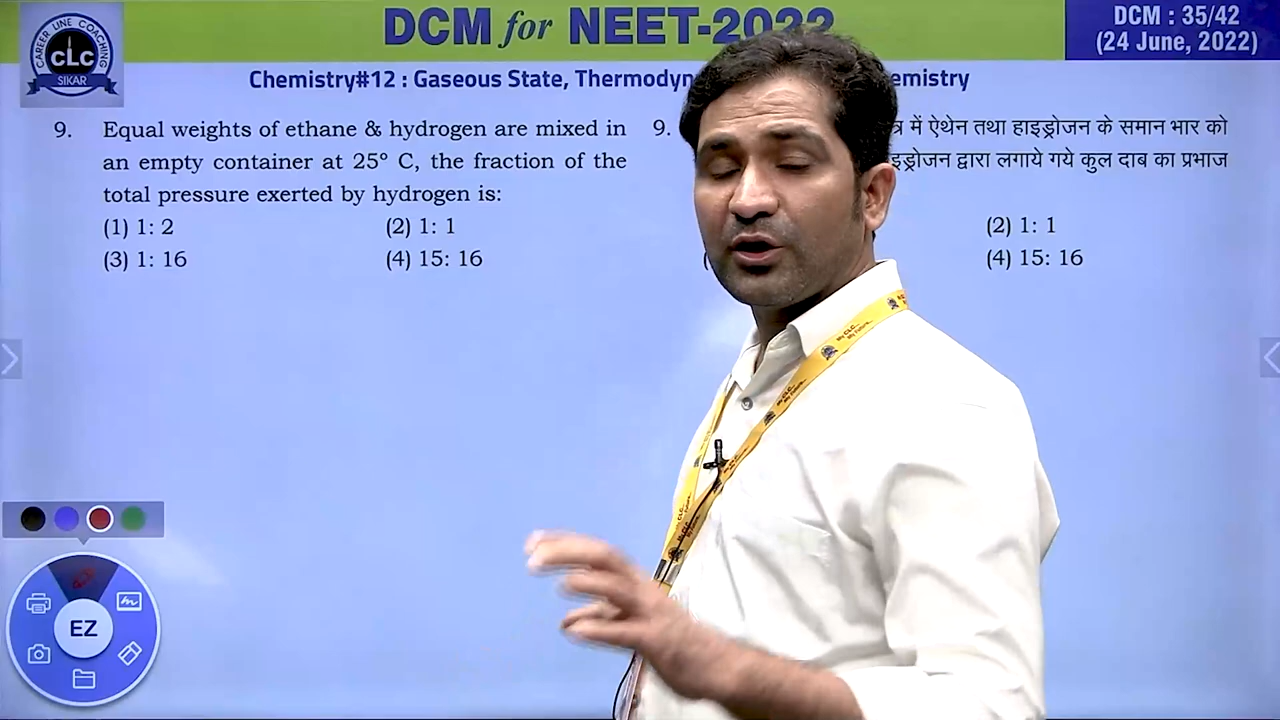 DCM for NEET-2022
DCM : 35/42
(24 June, 2022)
CAREER LINE COACHING
CLC
SIKAR
Chemistry#12 : Gaseous State, Thermodyn
emistry
9. Equal weights of ethane & hydrogen are mixed in
an empty container at 25° C, the fraction of the
total pressure exerted by hydrogen is:
(1) 1: 2 (2) 1: 1
(3) 1: 16 (4) 15: 16
9. में ऐथेन तथा हाइड्रोजन के समान भार को
द्वारा लगाये गये कुल दाब का प्रभाज
(2) 1: 1
(4) 15: 16
EZ